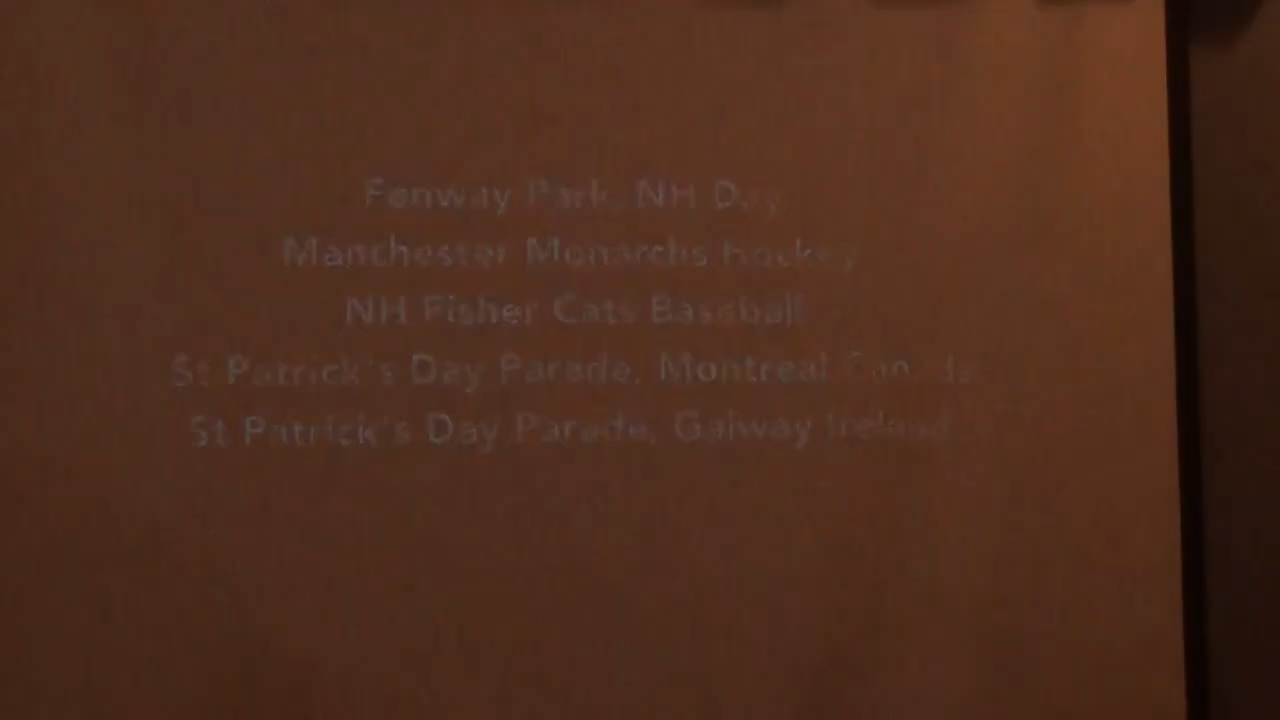 Fenway Park, NH Day
Manchester Monarchs Hockey
NH Fisher Cats Baseball
St Patrick's Day Parade, Montreal Canada
St Patrick's Day Parade, Galway Ireland